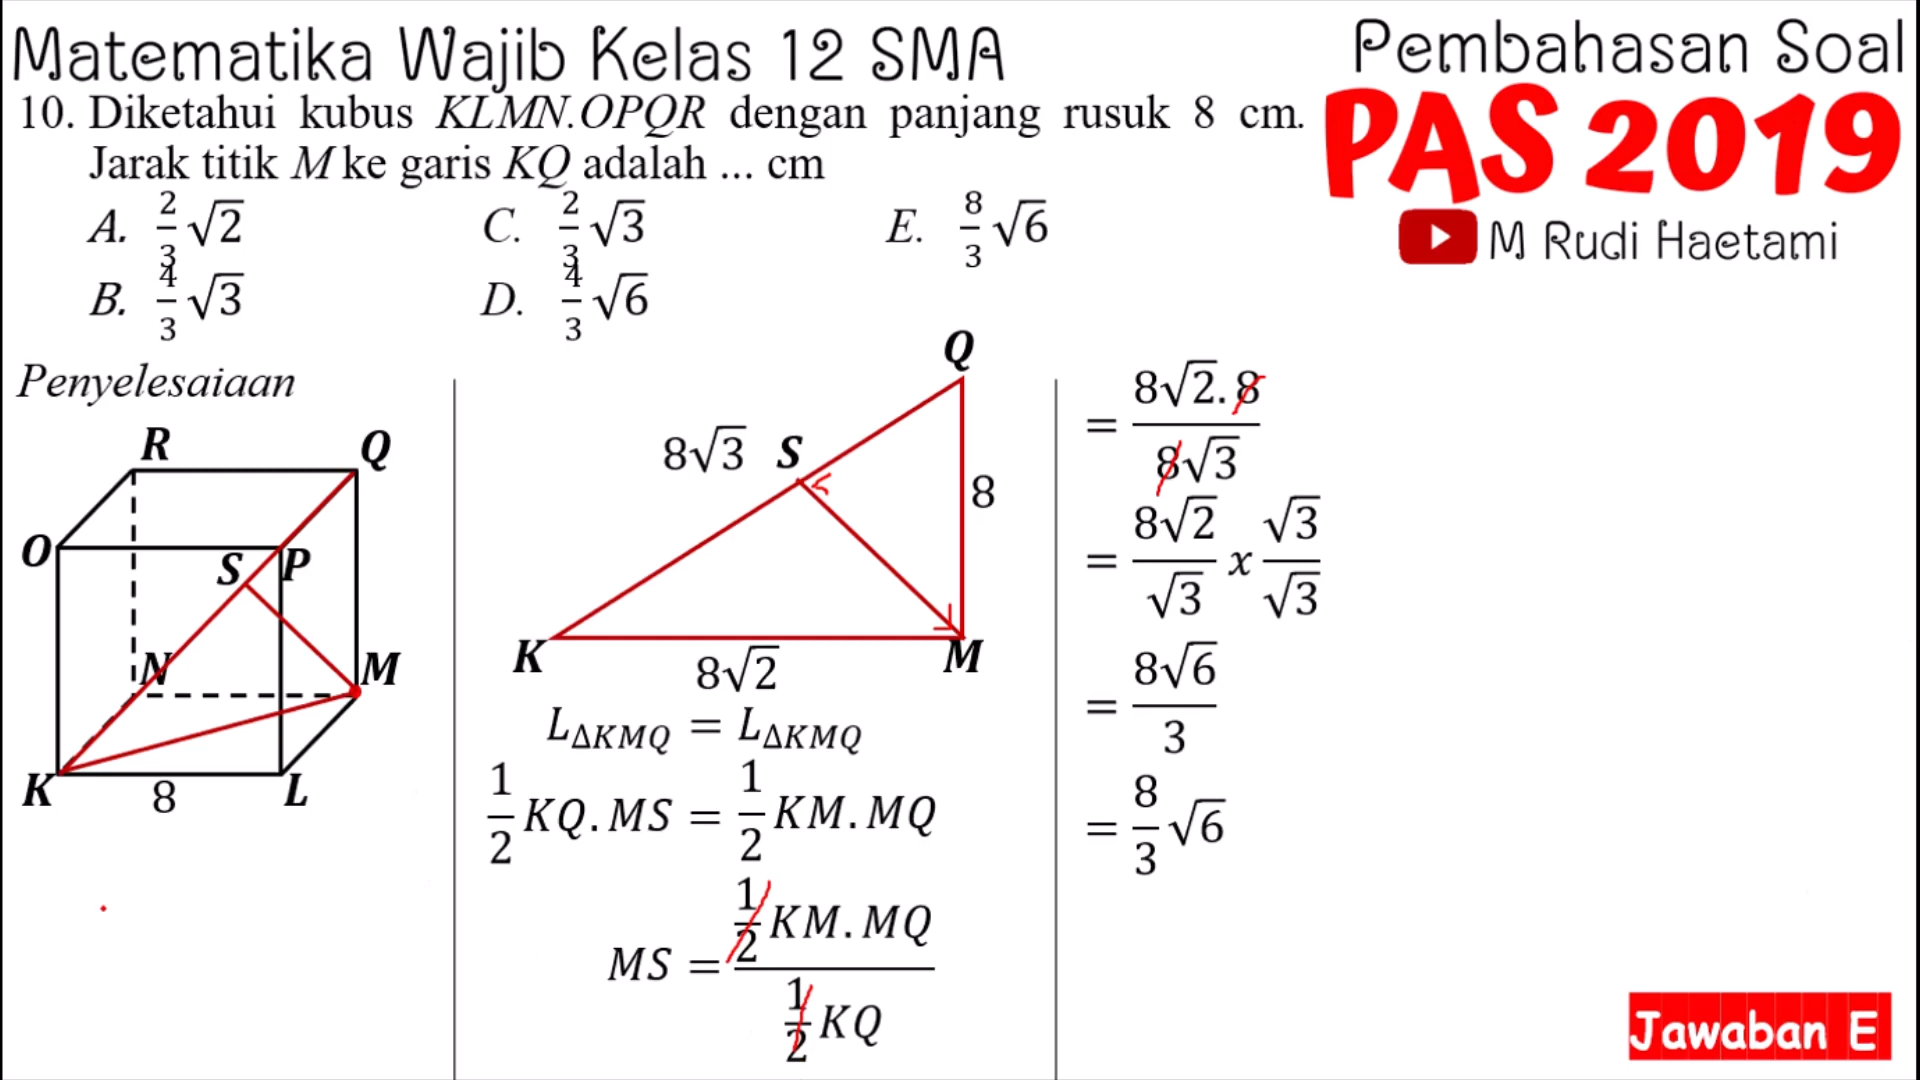 Matematika Wajib Kelas 12 SMA
Pembahasan Soal
PAS 2019
M Rudi Haetami
10. Diketahui kubus KLMN.OPQR dengan panjang rusuk 8 cm.
Jarak titik M ke garis KQ adalah ... cm
A. 2/3 √2
C. 2/3 √3
E. 8/3 √6
B. 4/3 √3
D. 4/3 √6
Penyelesaiaan
R Q
O S P
N M
K 8 L
Q
8√3 S
8
K 8√2 M
L∆KMQ = L∆KMQ
1/2 KQ.MS = 1/2 KM.MQ
MS = (1/2 KM.MQ)/(1/2 KQ)
= (8√2.8)/(8√3)
= 8√2/√3 x √3/√3
= 8√6/3
= 8/3 √6
Jawaban E